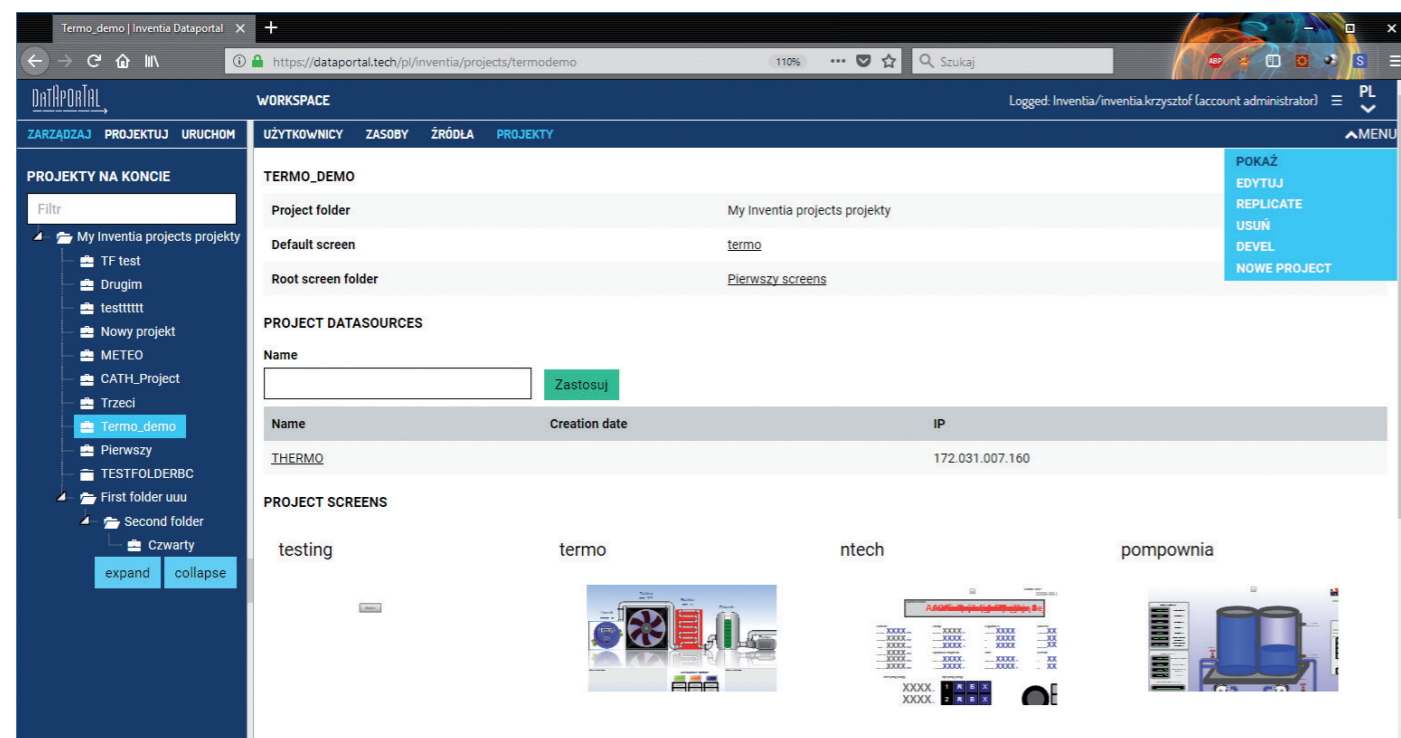 Termo_demo | Inventia Dataportal
https://dataportal.tech/pl/inventia/projects/termodemo
110%
Szukaj
ABP
S
DATAPORTAL
WORKSPACE
Logged: Inventia/inventia.krzysztof (account administrator)
PL
ZARZĄDZAJ PROJEKTUJ URUCHOM
UŻYTKOWNICY ZASOBY ŹRÓDŁA PROJEKTY
MENU
POKAŻ
EDYTUJ
REPLICATE
USUŃ
DEVEL
NOWE PROJECT
PROJEKTY NA KONCIE
Filtr
My Inventia projects projekty
TF test
Drugim
testttttt
Nowy projekt
METEO
CATH_Project
Trzeci
Termo_demo
Pierwszy
TESTFOLDERBC
First folder uuu
Second folder
Czwarty
expand collapse
TERMO_DEMO
Project folder My Inventia projects projekty
Default screen termo
Root screen folder Pierwszy screens
PROJECT DATASOURCES
Name
Zastosuj
Name Creation date IP
THERMO 172.031.007.160
PROJECT SCREENS
testing termo ntech pompownia
XXXX.
XXXX.